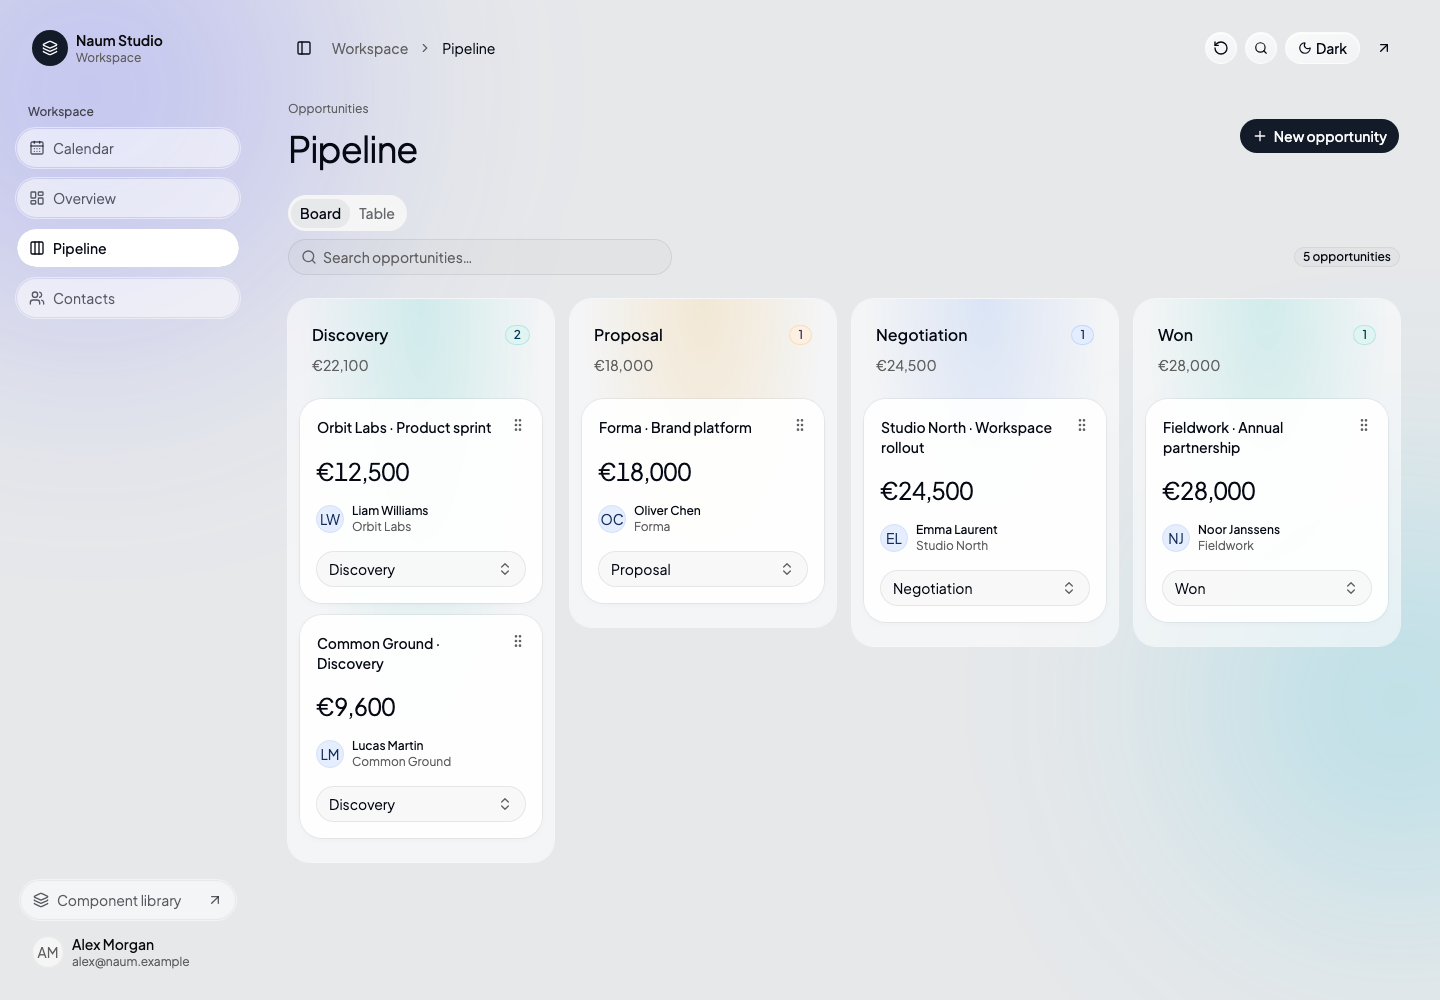 Naum Studio
Workspace
Workspace
Calendar
Overview
Pipeline
Contacts
Component library
AM
Alex Morgan
alex@naum.example
Workspace > Pipeline
Dark
Opportunities
Pipeline
New opportunity
Board Table
Search opportunities…
5 opportunities
Discovery 2
€22,100
Orbit Labs · Product sprint
€12,500
LW
Liam Williams
Orbit Labs
Discovery
Common Ground ·
Discovery
€9,600
LM
Lucas Martin
Common Ground
Discovery
Proposal 1
€18,000
Forma · Brand platform
€18,000
OC
Oliver Chen
Forma
Proposal
Negotiation 1
€24,500
Studio North · Workspace
rollout
€24,500
EL
Emma Laurent
Studio North
Negotiation
Won 1
€28,000
Fieldwork · Annual
partnership
€28,000
NJ
Noor Janssens
Fieldwork
Won